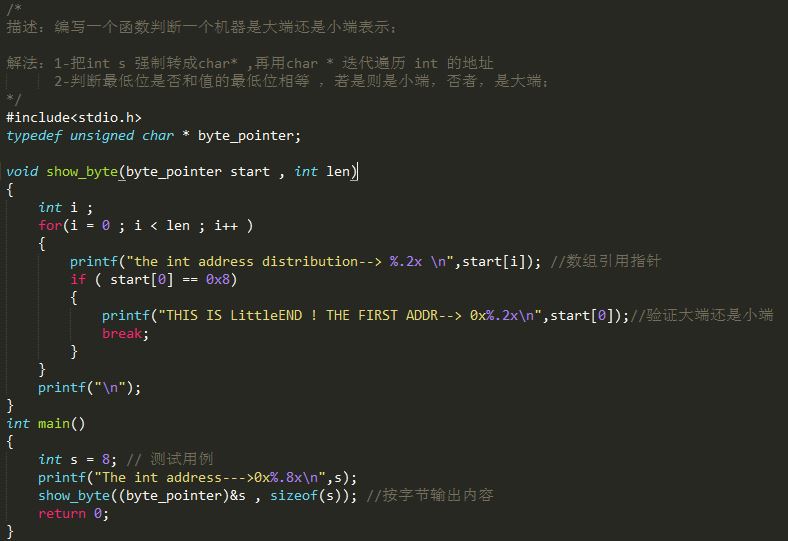 /*
描述：编写一个函数判断一个机器是大端还是小端表示；
解法：1-把int s 强制转成char* ,再用char * 迭代遍历 int 的地址
2-判断最低位是否和值的最低位相等 ，若是则是小端，否者，是大端；
*/
#include<stdio.h>
typedef unsigned char * byte_pointer;
void show_byte(byte_pointer start , int len)
{
int i ;
for(i = 0 ; i < len ; i++ )
{
printf("the int address distribution--> %.2x \n",start[i]); //数组引用指针
if ( start[0] == 0x8)
{
printf("THIS IS LittleEND ! THE FIRST ADDR--> 0x%.2x\n",start[0]);//验证大端还是小端
break;
}
}
printf("\n");
}
int main()
{
int s = 8; // 测试用例
printf("The int address--->0x%.8x\n",s);
show_byte((byte_pointer)&s , sizeof(s)); //按字节输出内容
return 0;
}